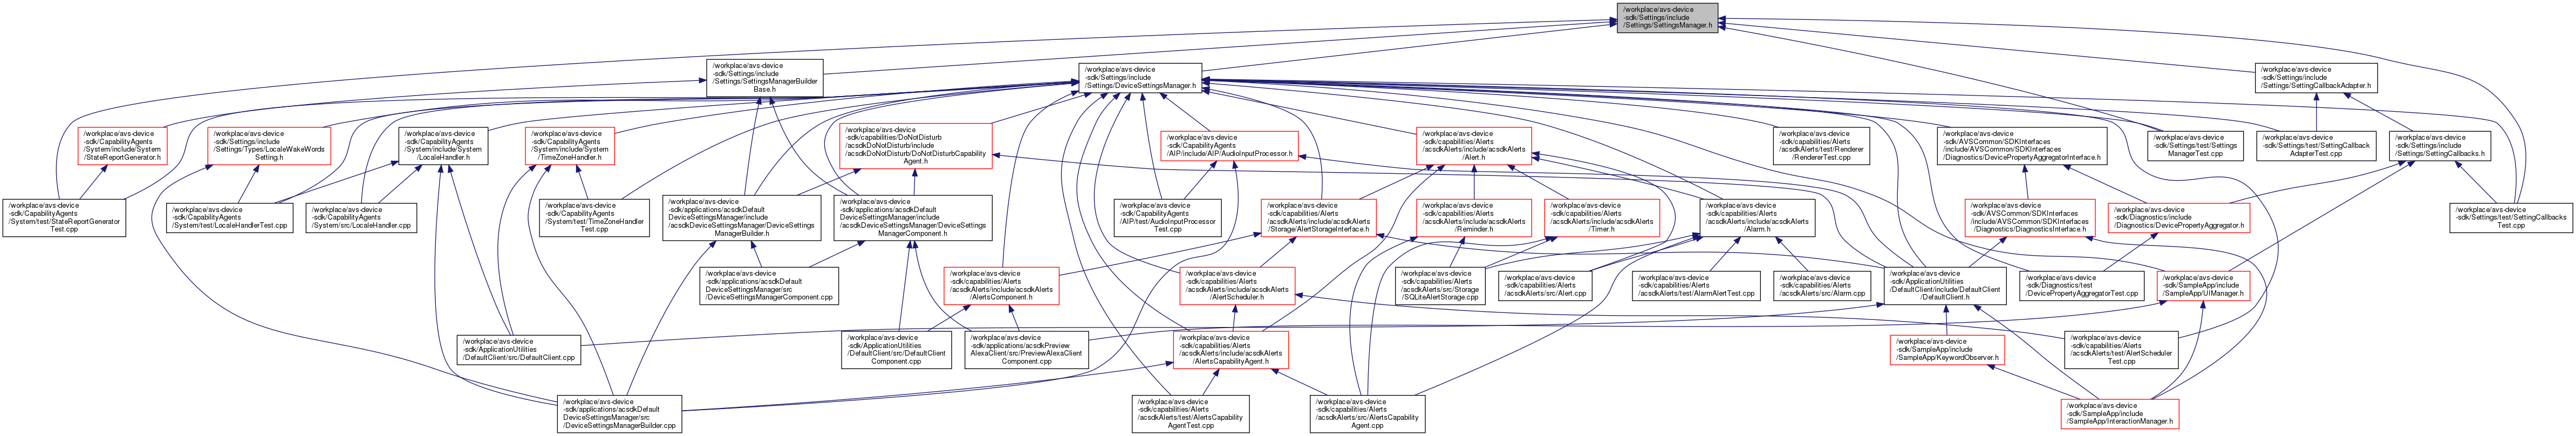 /workplace/avs-device
-sdk/Settings/include
/Settings/SettingsManager.h
/workplace/avs-device
-sdk/Settings/include
/Settings/SettingsManagerBuilder
Base.h
/workplace/avs-device
-sdk/Settings/include
/Settings/DeviceSettingsManager.h
/workplace/avs-device
-sdk/Settings/include
/Settings/SettingCallbackAdapter.h
/workplace/avs-device
-sdk/CapabilityAgents
/System/include/System
/StateReportGenerator.h
/workplace/avs-device
-sdk/Settings/include
/Settings/Types/LocaleWakeWords
Setting.h
/workplace/avs-device
-sdk/CapabilityAgents
/System/include/System
/LocaleHandler.h
/workplace/avs-device
-sdk/CapabilityAgents
/System/include/System
/TimeZoneHandler.h
/workplace/avs-device
-sdk/capabilities/DoNotDisturb
/acsdkDoNotDisturb/include
/acsdkDoNotDisturb/DoNotDisturbCapability
Agent.h
/workplace/avs-device
-sdk/CapabilityAgents
/AIP/include/AIP/AudioInputProcessor.h
/workplace/avs-device
-sdk/capabilities/Alerts
/acsdkAlerts/include/acsdkAlerts
/Alert.h
/workplace/avs-device
-sdk/capabilities/Alerts
/acsdkAlerts/test/Renderer
/RendererTest.cpp
/workplace/avs-device
-sdk/AVSCommon/SDKInterfaces
/include/AVSCommon/SDKInterfaces
/Diagnostics/DevicePropertyAggregatorInterface.h
/workplace/avs-device
-sdk/Settings/test/Settings
ManagerTest.cpp
/workplace/avs-device
-sdk/Settings/test/SettingCallback
AdapterTest.cpp
/workplace/avs-device
-sdk/Settings/include
/Settings/SettingCallbacks.h
/workplace/avs-device
-sdk/CapabilityAgents
/System/test/StateReportGenerator
Test.cpp
/workplace/avs-device
-sdk/CapabilityAgents
/System/test/LocaleHandlerTest.cpp
/workplace/avs-device
-sdk/CapabilityAgents
/System/src/LocaleHandler.cpp
/workplace/avs-device
-sdk/CapabilityAgents
/System/test/TimeZoneHandler
Test.cpp
/workplace/avs-device
-sdk/applications/acsdkDefault
DeviceSettingsManager/include
/acsdkDeviceSettingsManager/DeviceSettings
ManagerBuilder.h
/workplace/avs-device
-sdk/applications/acsdkDefault
DeviceSettingsManager/include
/acsdkDeviceSettingsManager/DeviceSettings
ManagerComponent.h
/workplace/avs-device
-sdk/CapabilityAgents
/AIP/test/AudioInputProcessor
Test.cpp
/workplace/avs-device
-sdk/capabilities/Alerts
/acsdkAlerts/include/acsdkAlerts
/Storage/AlertStorageInterface.h
/workplace/avs-device
-sdk/capabilities/Alerts
/acsdkAlerts/include/acsdkAlerts
/Reminder.h
/workplace/avs-device
-sdk/capabilities/Alerts
/acsdkAlerts/include/acsdkAlerts
/Timer.h
/workplace/avs-device
-sdk/capabilities/Alerts
/acsdkAlerts/include/acsdkAlerts
/Alarm.h
/workplace/avs-device
-sdk/AVSCommon/SDKInterfaces
/include/AVSCommon/SDKInterfaces
/Diagnostics/DiagnosticsInterface.h
/workplace/avs-device
-sdk/Diagnostics/include
/Diagnostics/DevicePropertyAggregator.h
/workplace/avs-device
-sdk/Settings/test/SettingCallbacks
Test.cpp
/workplace/avs-device
-sdk/applications/acsdkDefault
DeviceSettingsManager/src
/DeviceSettingsManagerComponent.cpp
/workplace/avs-device
-sdk/capabilities/Alerts
/acsdkAlerts/include/acsdkAlerts
/AlertsComponent.h
/workplace/avs-device
-sdk/capabilities/Alerts
/acsdkAlerts/include/acsdkAlerts
/AlertScheduler.h
/workplace/avs-device
-sdk/capabilities/Alerts
/acsdkAlerts/src/Storage
/SQLiteAlertStorage.cpp
/workplace/avs-device
-sdk/capabilities/Alerts
/acsdkAlerts/src/Alert.cpp
/workplace/avs-device
-sdk/capabilities/Alerts
/acsdkAlerts/test/AlarmAlertTest.cpp
/workplace/avs-device
-sdk/capabilities/Alerts
/acsdkAlerts/src/Alarm.cpp
/workplace/avs-device
-sdk/ApplicationUtilities
/DefaultClient/include/DefaultClient
/DefaultClient.h
/workplace/avs-device
-sdk/Diagnostics/test
/DevicePropertyAggregatorTest.cpp
/workplace/avs-device
-sdk/SampleApp/include
/SampleApp/UIManager.h
/workplace/avs-device
-sdk/ApplicationUtilities
/DefaultClient/src/DefaultClient.cpp
/workplace/avs-device
-sdk/ApplicationUtilities
/DefaultClient/src/DefaultClient
Component.cpp
/workplace/avs-device
-sdk/applications/acsdkPreview
AlexaClient/src/PreviewAlexaClient
Component.cpp
/workplace/avs-device
-sdk/capabilities/Alerts
/acsdkAlerts/include/acsdkAlerts
/AlertsCapabilityAgent.h
/workplace/avs-device
-sdk/SampleApp/include
/SampleApp/KeywordObserver.h
/workplace/avs-device
-sdk/capabilities/Alerts
/acsdkAlerts/test/AlertScheduler
Test.cpp
/workplace/avs-device
-sdk/applications/acsdkDefault
DeviceSettingsManager/src
/DeviceSettingsManagerBuilder.cpp
/workplace/avs-device
-sdk/capabilities/Alerts
/acsdkAlerts/test/AlertsCapability
AgentTest.cpp
/workplace/avs-device
-sdk/capabilities/Alerts
/acsdkAlerts/src/AlertsCapability
Agent.cpp
/workplace/avs-device
-sdk/SampleApp/include
/SampleApp/InteractionManager.h